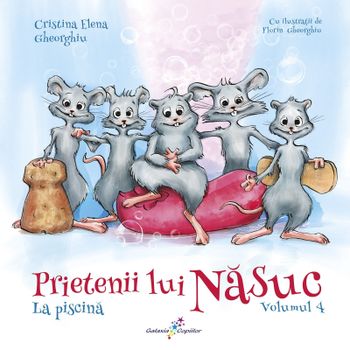 Cristina Elena
Gheorghiu
Cu ilustrații de
Florin Gheorghiu
Prietenii lui NĂSUC
La piscină
Volumul 4
Galaxia Copiilor